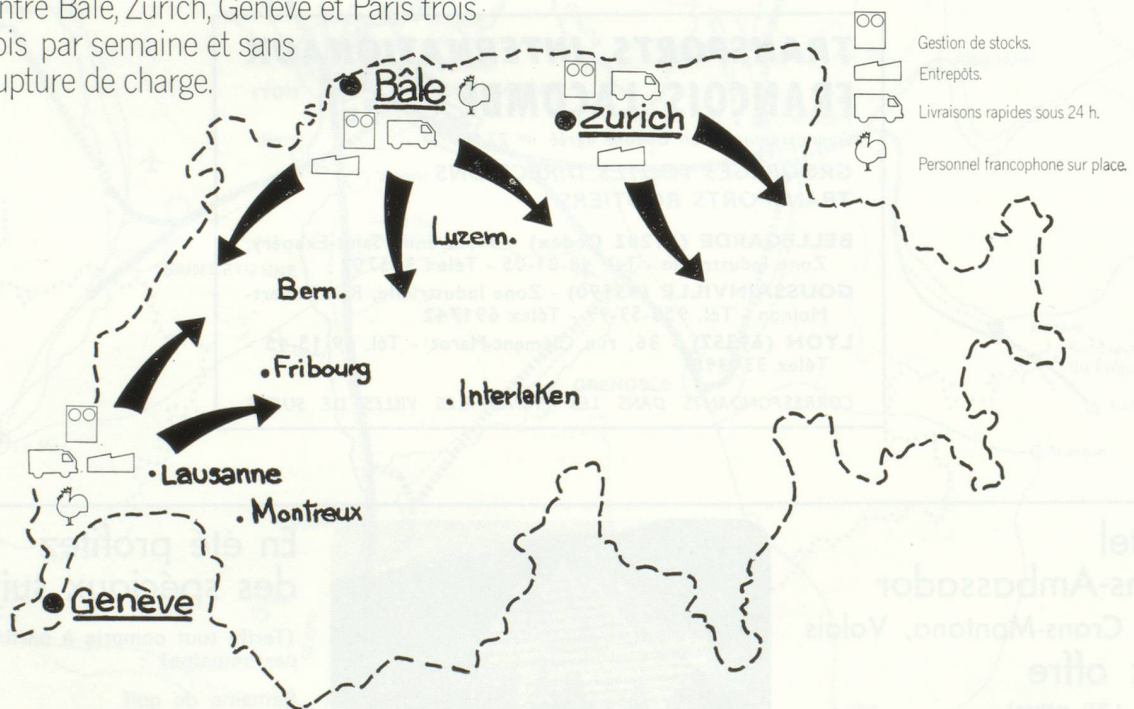 ntre Bâle, Zurich, Genève et Paris trois
ois par semaine et sans
upture de charge.
Gestion de stocks.
Entrepôts.
Livraisons rapides sous 24 h.
Personnel francophone sur place.
Bâle
Zurich
Luzern.
Bern.
.Fribourg
.Interlaken
.Lausanne
.Montreux
Genève